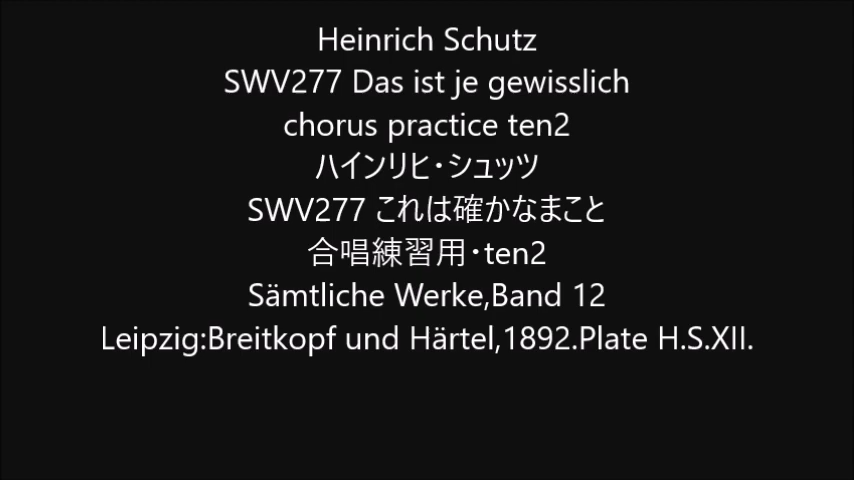 Heinrich Schutz
SWV277 Das ist je gewisslich
chorus practice ten2
ハインリヒ・シュッツ
SWV277 これは確かなまこと
合唱練習用・ten2
Sämtliche Werke,Band 12
Leipzig:Breitkopf und Härtel,1892.Plate H.S.XII.